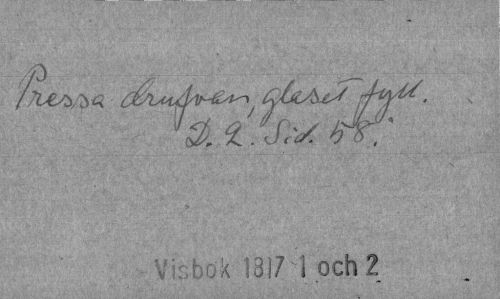 Pressa drufvan, glaset fyll.
D. 2. Sid. 58.
Visbok 1817 1 och 2